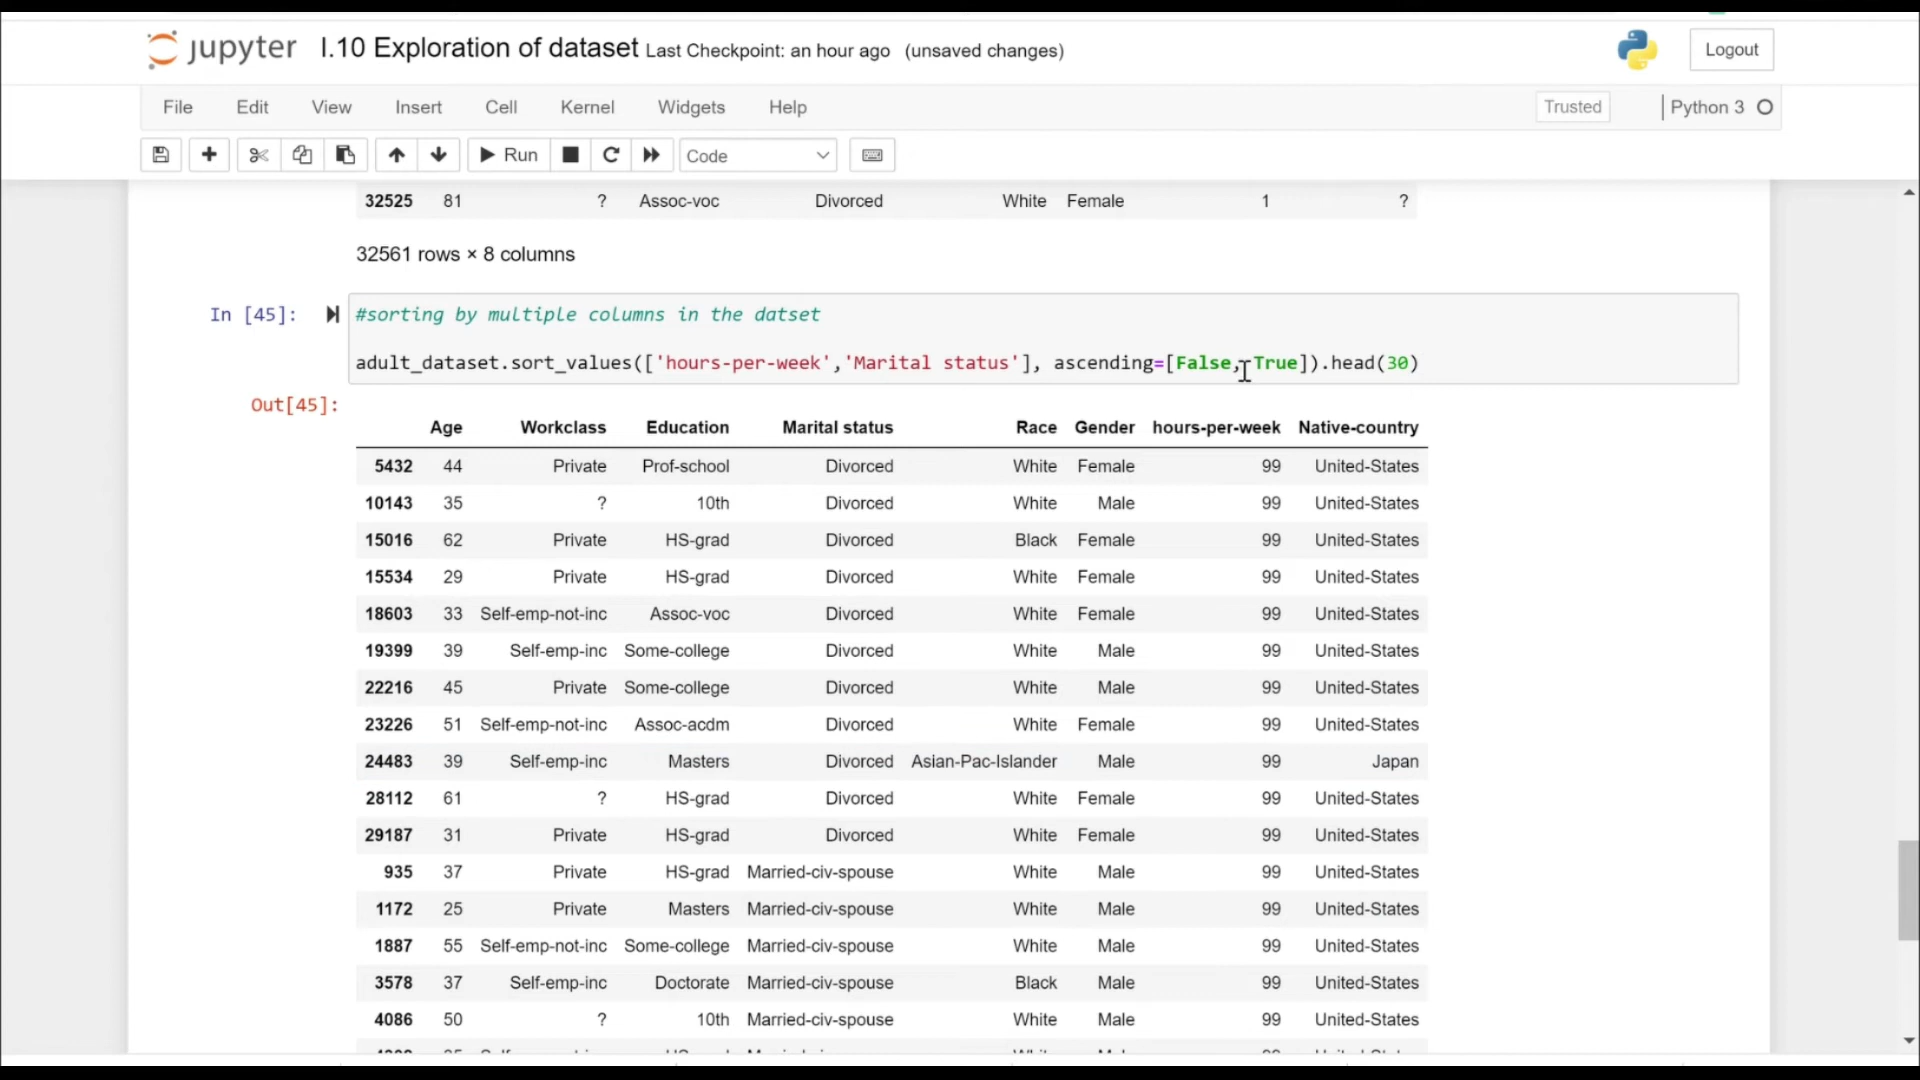 jupyter I.10 Exploration of dataset Last Checkpoint: an hour ago (unsaved changes) Logout
File Edit View Insert Cell Kernel Widgets Help Trusted Python 3
Run Code
32525 81 ? Assoc-voc Divorced White Female 1 ?
32561 rows × 8 columns
In [45]: #sorting by multiple columns in the datset
adult_dataset.sort_values(['hours-per-week','Marital status'], ascending=[False, True]).head(30)
Out[45]:
Age Workclass Education Marital status Race Gender hours-per-week Native-country
5432 44 Private Prof-school Divorced White Female 99 United-States
10143 35 ? 10th Divorced White Male 99 United-States
15016 62 Private HS-grad Divorced Black Female 99 United-States
15534 29 Private HS-grad Divorced White Female 99 United-States
18603 33 Self-emp-not-inc Assoc-voc Divorced White Female 99 United-States
19399 39 Self-emp-inc Some-college Divorced White Male 99 United-States
22216 45 Private Some-college Divorced White Male 99 United-States
23226 51 Self-emp-not-inc Assoc-acdm Divorced White Female 99 United-States
24483 39 Self-emp-inc Masters Divorced Asian-Pac-Islander Male 99 Japan
28112 61 ? HS-grad Divorced White Female 99 United-States
29187 31 Private HS-grad Divorced White Female 99 United-States
935 37 Private HS-grad Married-civ-spouse White Male 99 United-States
1172 25 Private Masters Married-civ-spouse White Male 99 United-States
1887 55 Self-emp-not-inc Some-college Married-civ-spouse White Male 99 United-States
3578 37 Self-emp-inc Doctorate Married-civ-spouse Black Male 99 United-States
4086 50 ? 10th Married-civ-spouse White Male 99 United-States